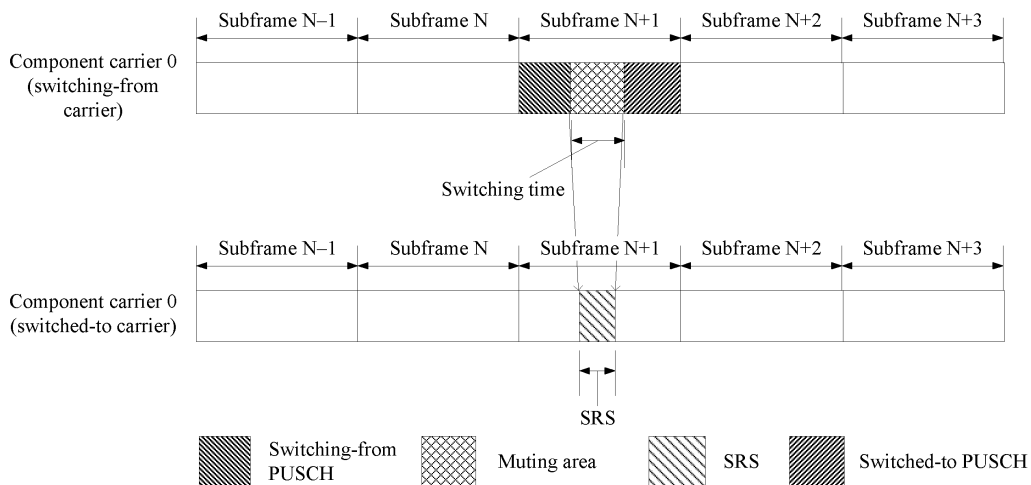 Subframe N–1 Subframe N Subframe N+1 Subframe N+2 Subframe N+3
Component carrier 0
(switching-from
carrier)
Switching time
Subframe N–1 Subframe N Subframe N+1 Subframe N+2 Subframe N+3
Component carrier 0
(switched-to carrier)
SRS
Switching-from
PUSCH
Muting area
SRS
Switched-to PUSCH